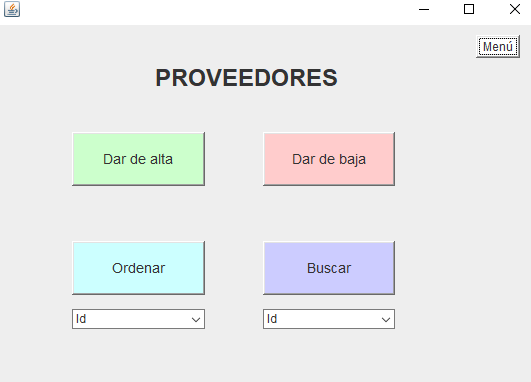 Menú
PROVEEDORES
Dar de alta
Dar de baja
Ordenar
Buscar
Id
Id